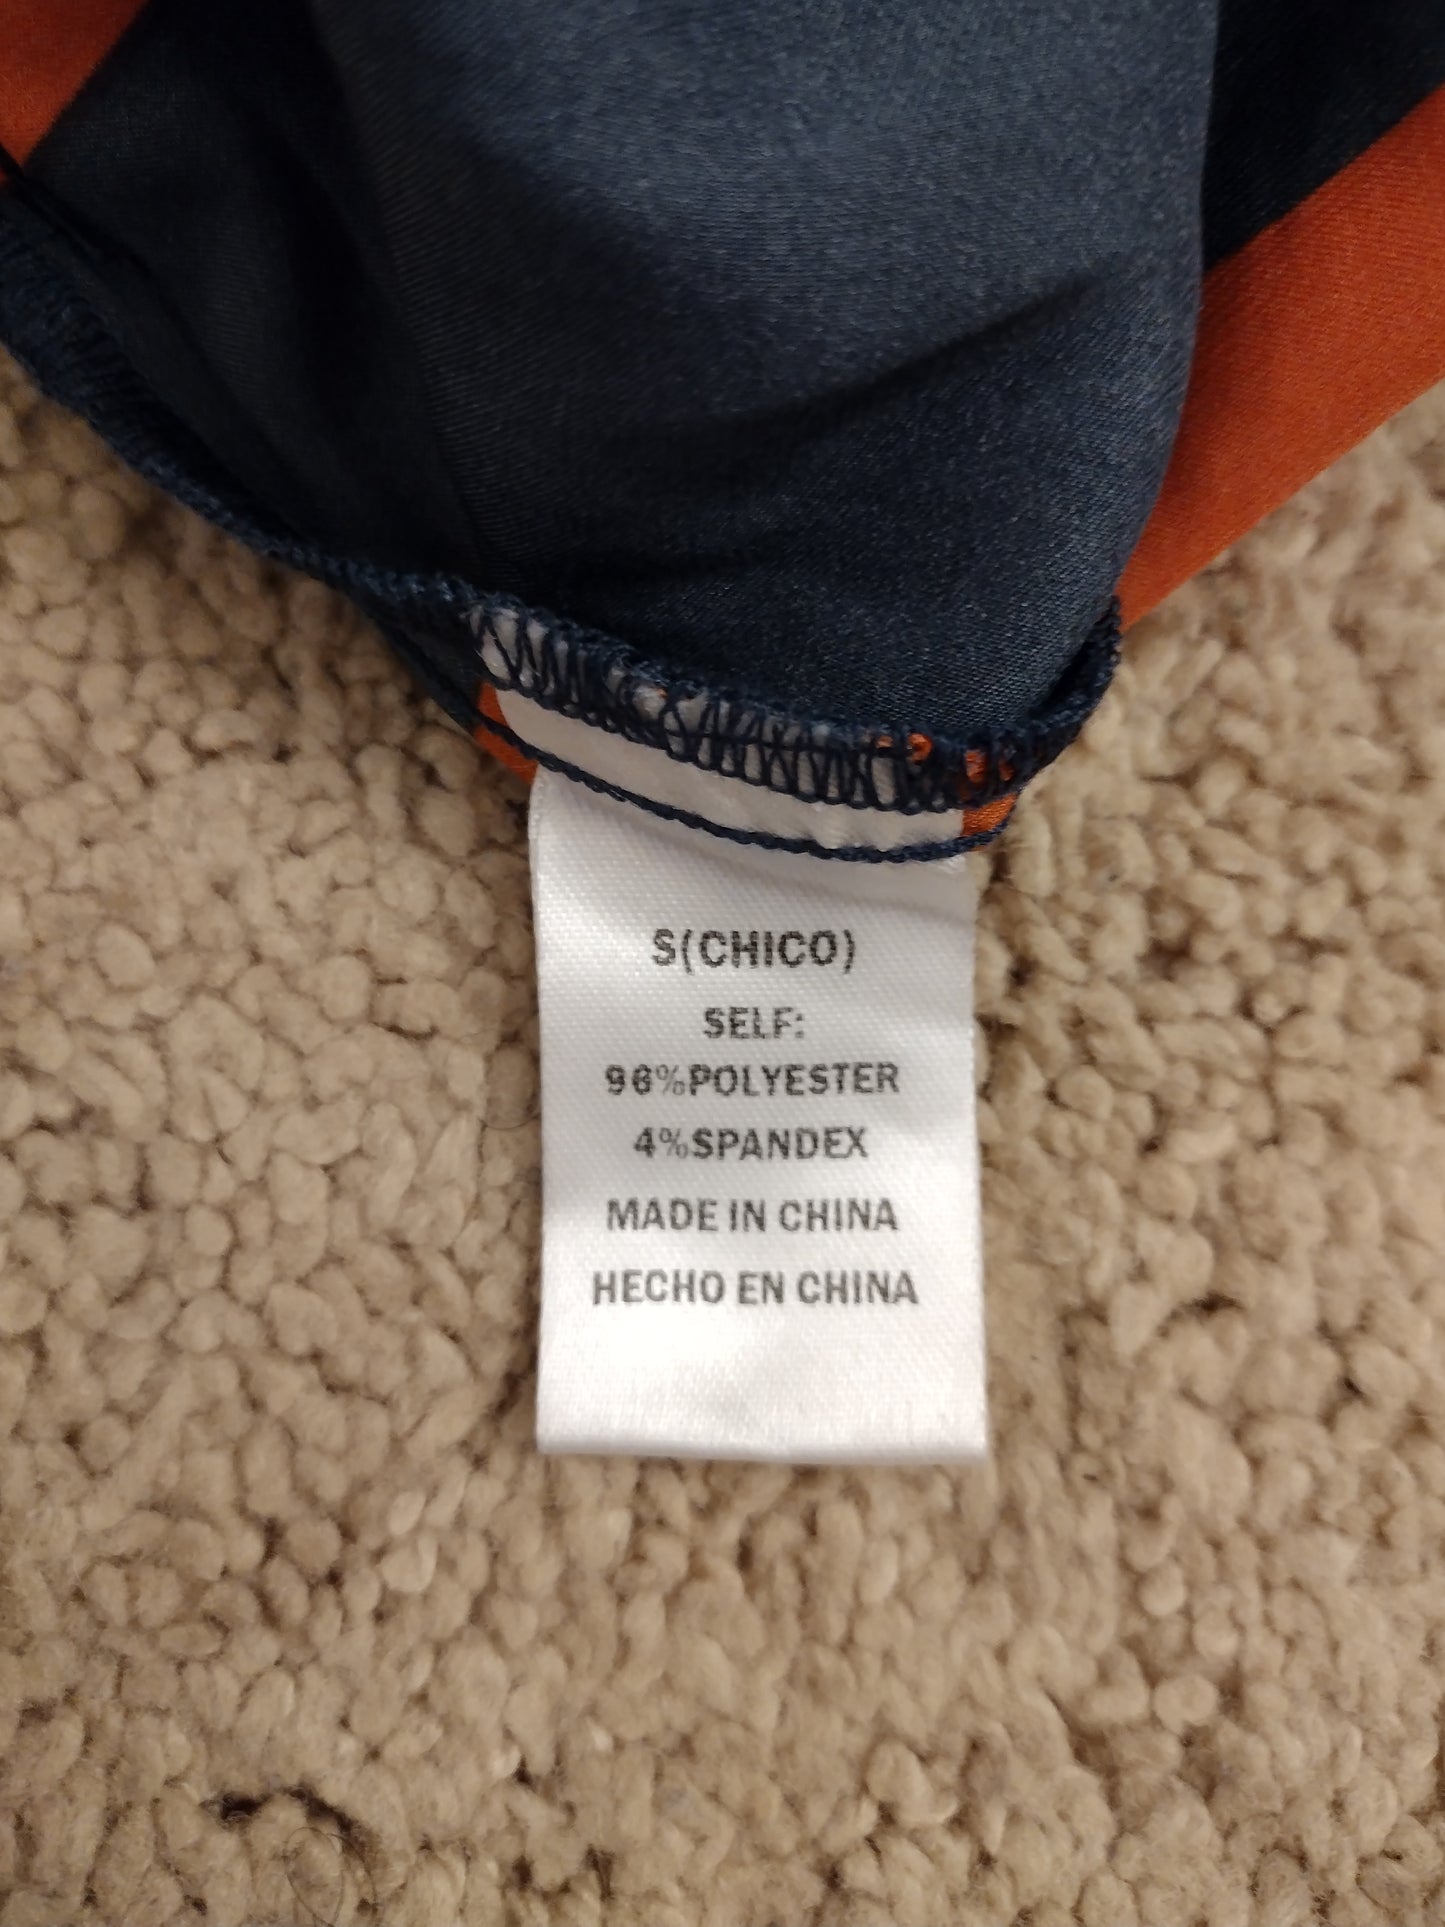 S(CHICO)
SELF:
96%POLYESTER
4%SPANDEX
MADE IN CHINA
HECHO EN CHINA